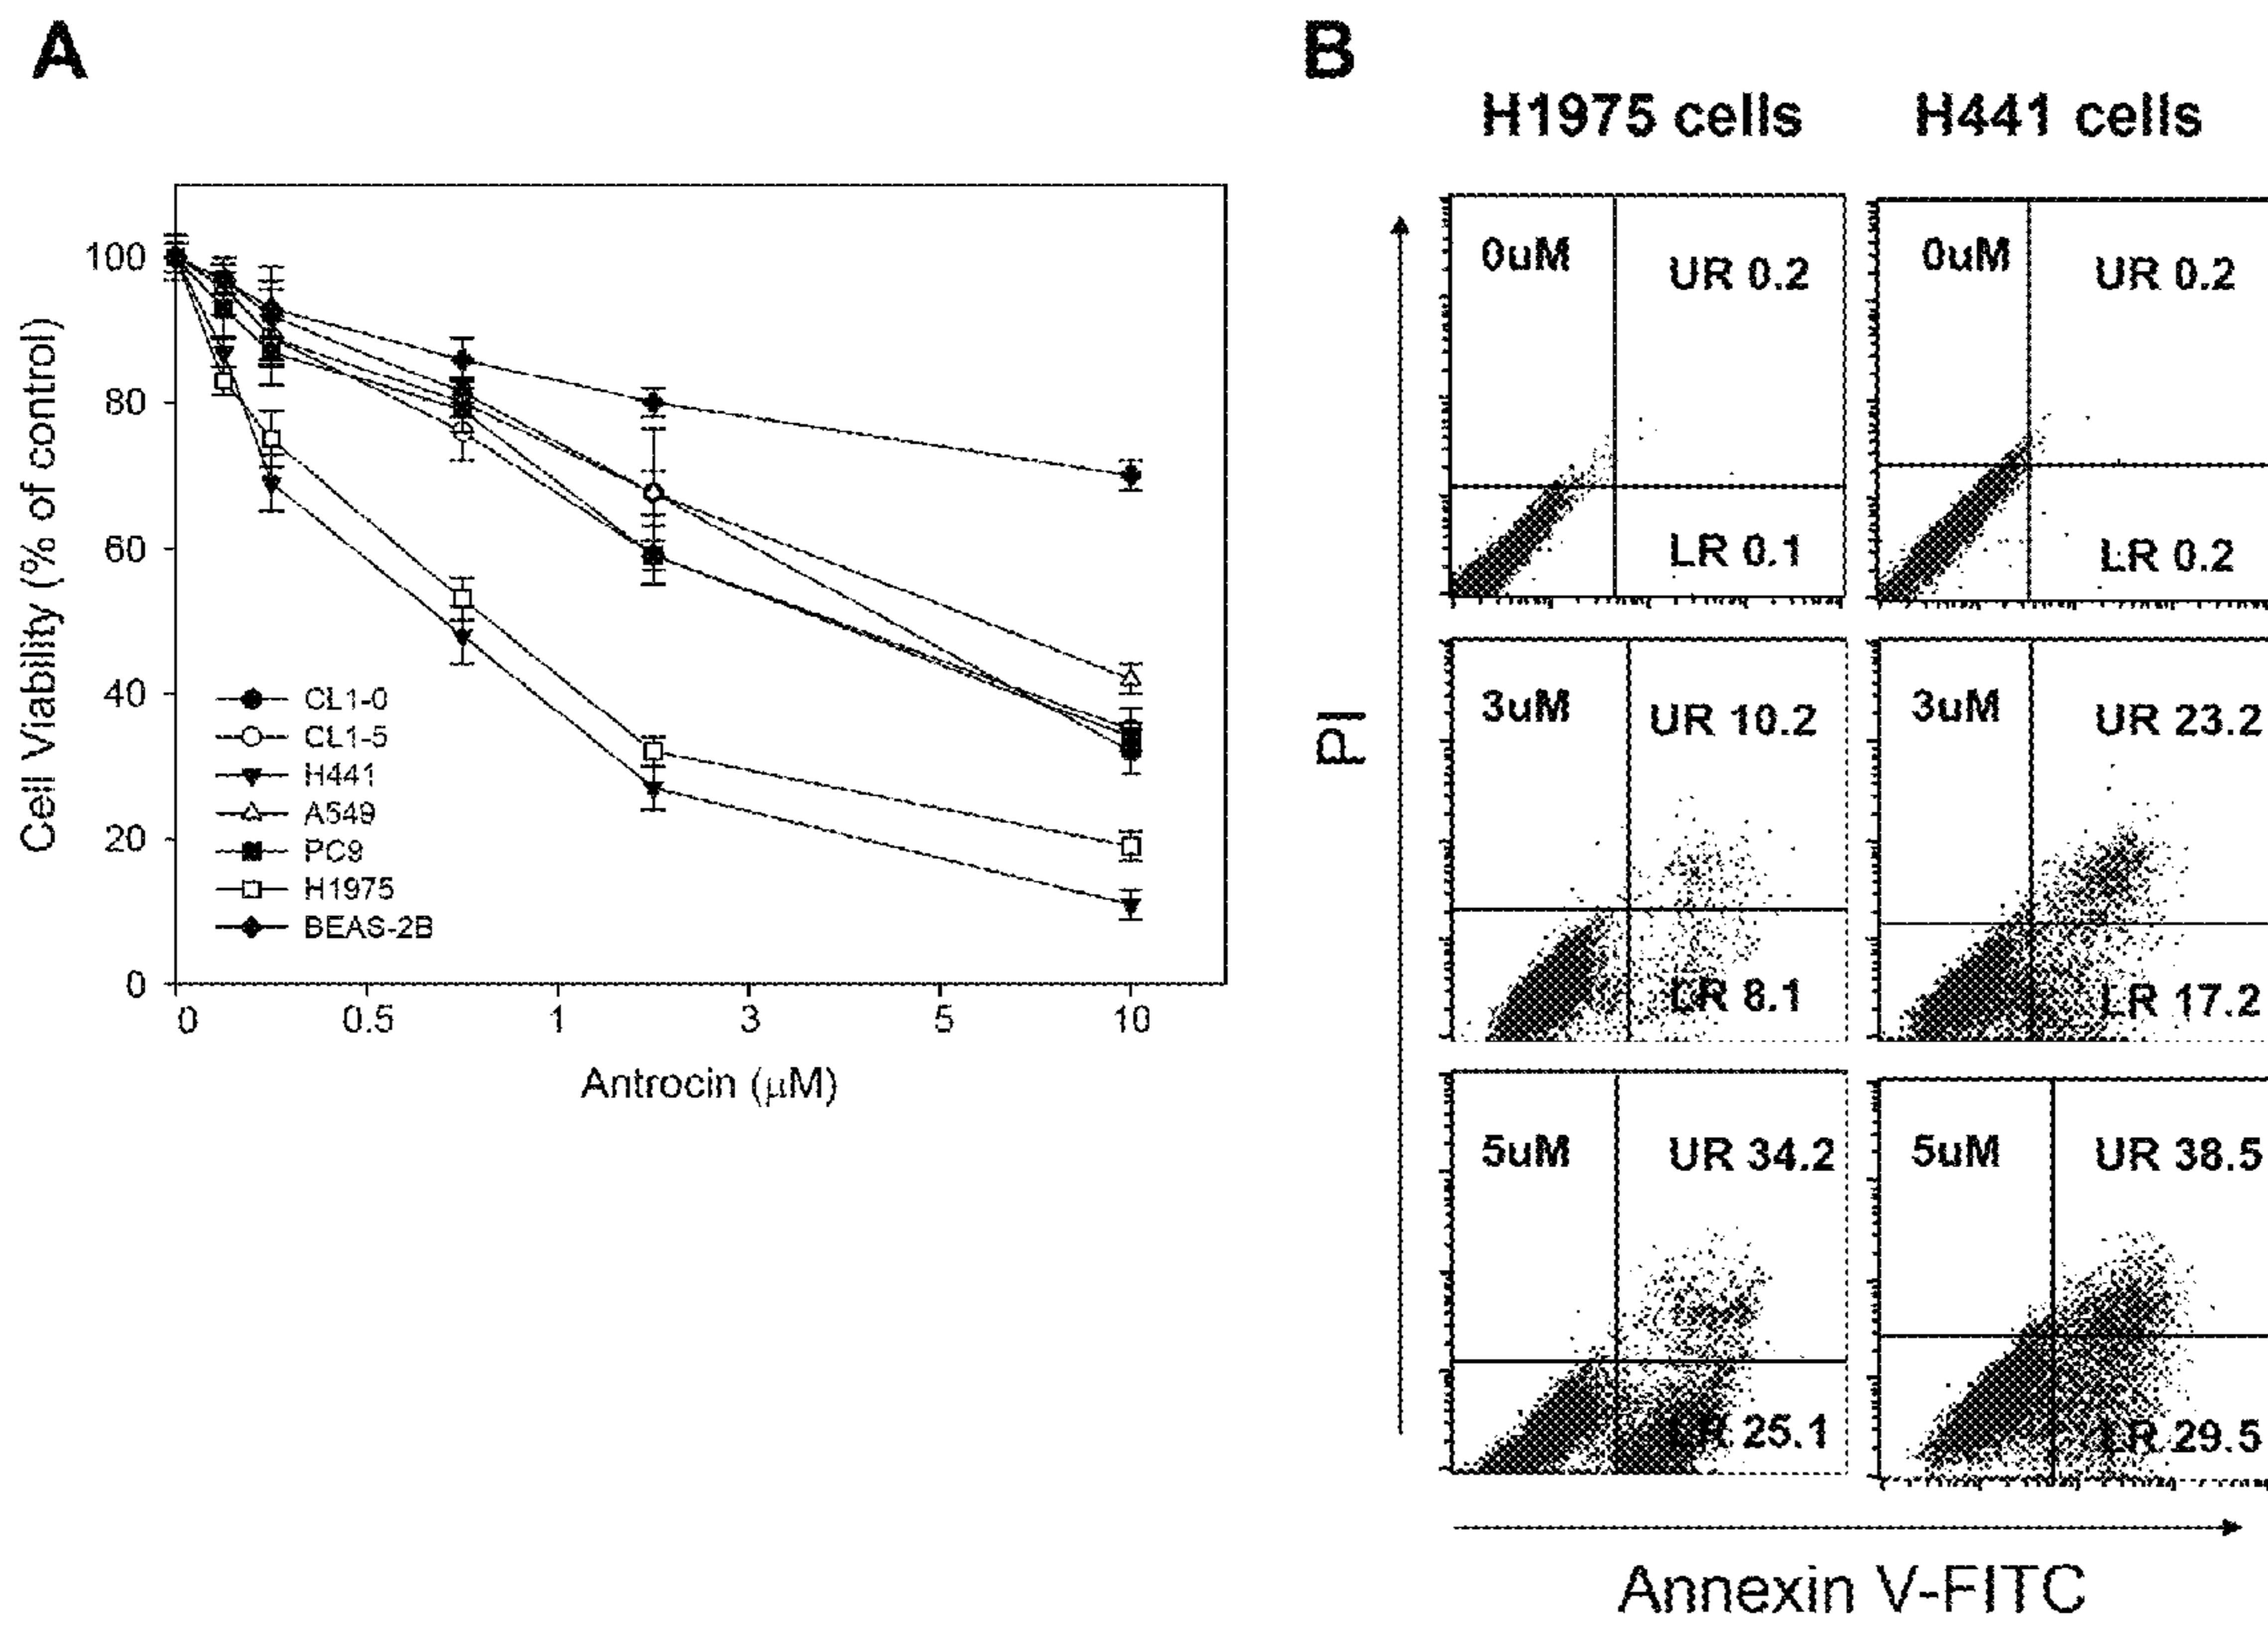 A
Cell Viability (% of control)
100
80
60
40
20
0
CL1-0
CL1-5
H441
A549
PC9
H1975
BEAS-2B
0 0.5 1 3 5 10
Antrocin (μM)
B
H1975 cells H441 cells
PI
0uM UR 0.2 0uM UR 0.2
LR 0.1 LR 0.2
3uM UR 10.2 3uM UR 23.2
LR 8.1 LR 17.2
5uM UR 34.2 5uM UR 38.5
LR 25.1 LR 29.5
Annexin V-FITC